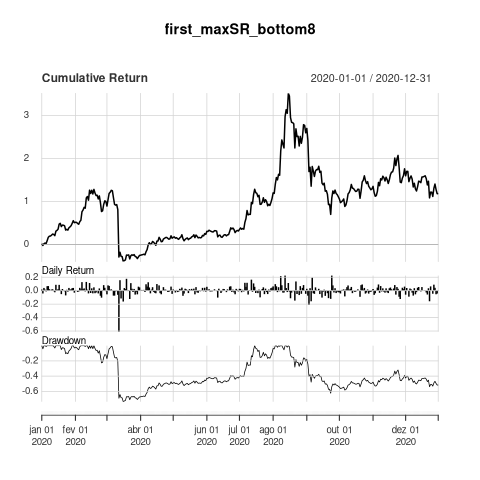 first_maxSR_bottom8
Cumulative Return 2020-01-01 / 2020-12-31
3
2
1
0
Daily Return
0.2
0.0
-0.2
-0.4
-0.6
Drawdown
-0.2
-0.4
-0.6
jan 01 fev 01 abr 01 jun 01 jul 01 ago 01 out 01 dez 01
2020 2020 2020 2020 2020 2020 2020 2020